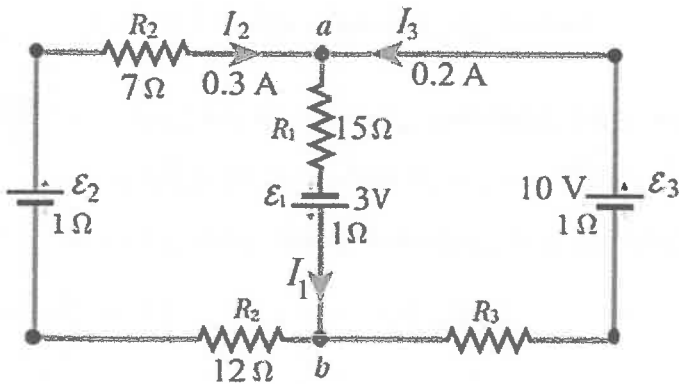 R₂ I₂ a I₃
7Ω 0.3 A 0.2 A
R₁ 15Ω
ε₂ ε₁ 3V 10 V ε₃
1Ω 1Ω 1Ω
I₁
R₂ R₃
12Ω b